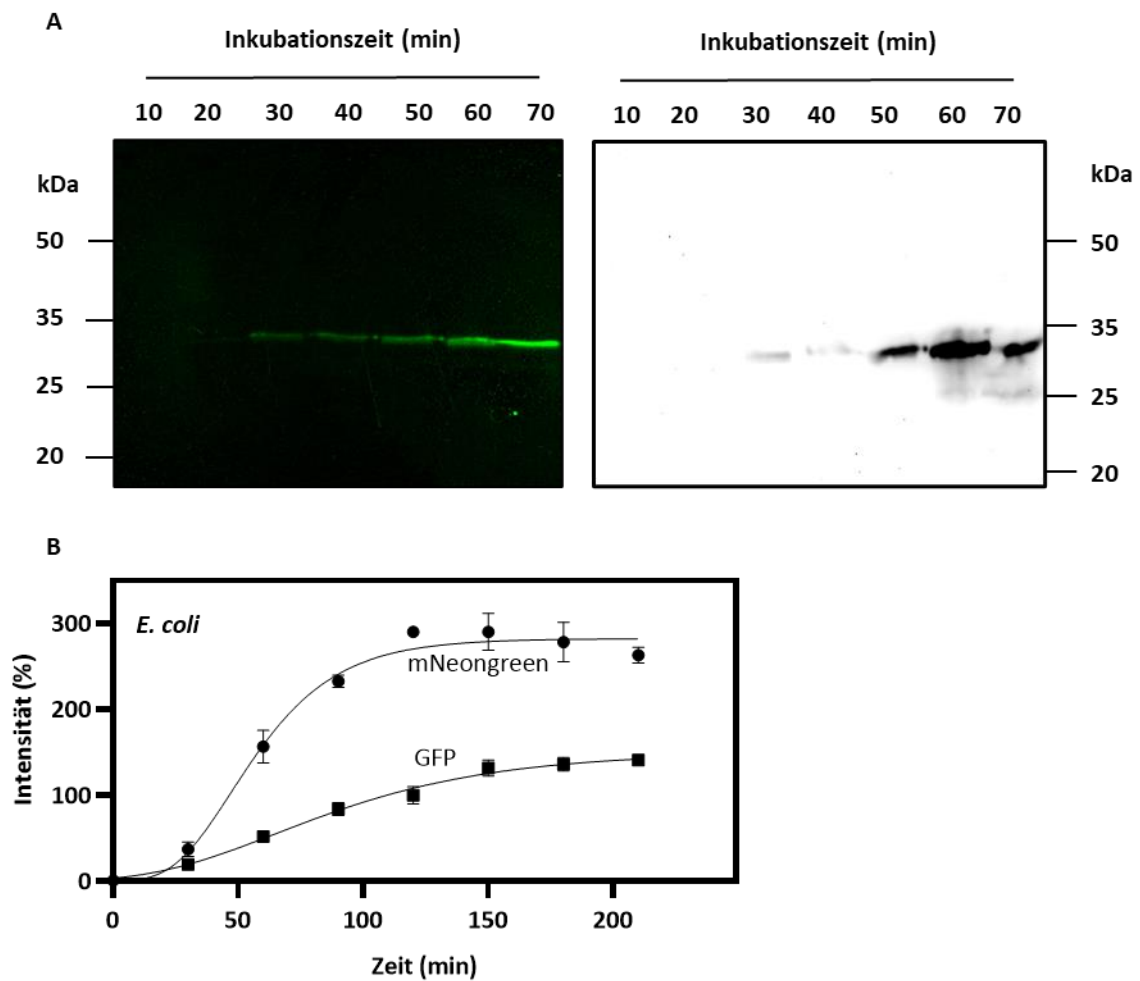 A
Inkubationszeit (min)
10 20 30 40 50 60 70
kDa
50
35
25
20
Inkubationszeit (min)
10 20 30 40 50 60 70
kDa
50
35
25
20
B
E. coli
mNeongreen
GFP
Intensität (%)
300
200
100
0
0 50 100 150 200
Zeit (min)